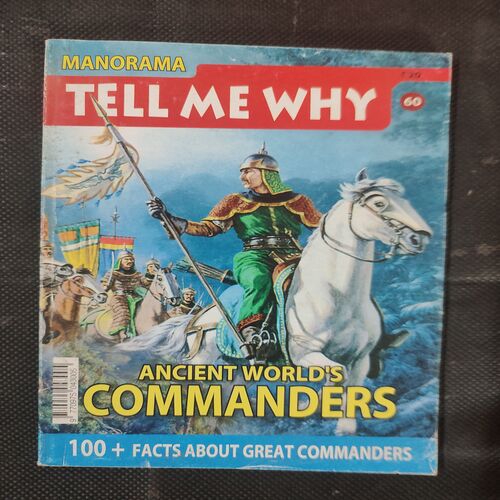 MANORAMA
TELL ME WHY
60
ANCIENT WORLD'S
COMMANDERS
100 + FACTS ABOUT GREAT COMMANDERS